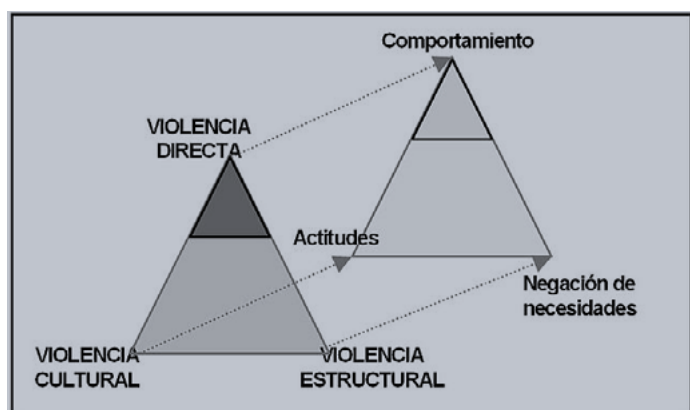 Comportamiento
VIOLENCIA
DIRECTA
Actitudes
Negación de
necesidades
VIOLENCIA
CULTURAL
VIOLENCIA
ESTRUCTURAL